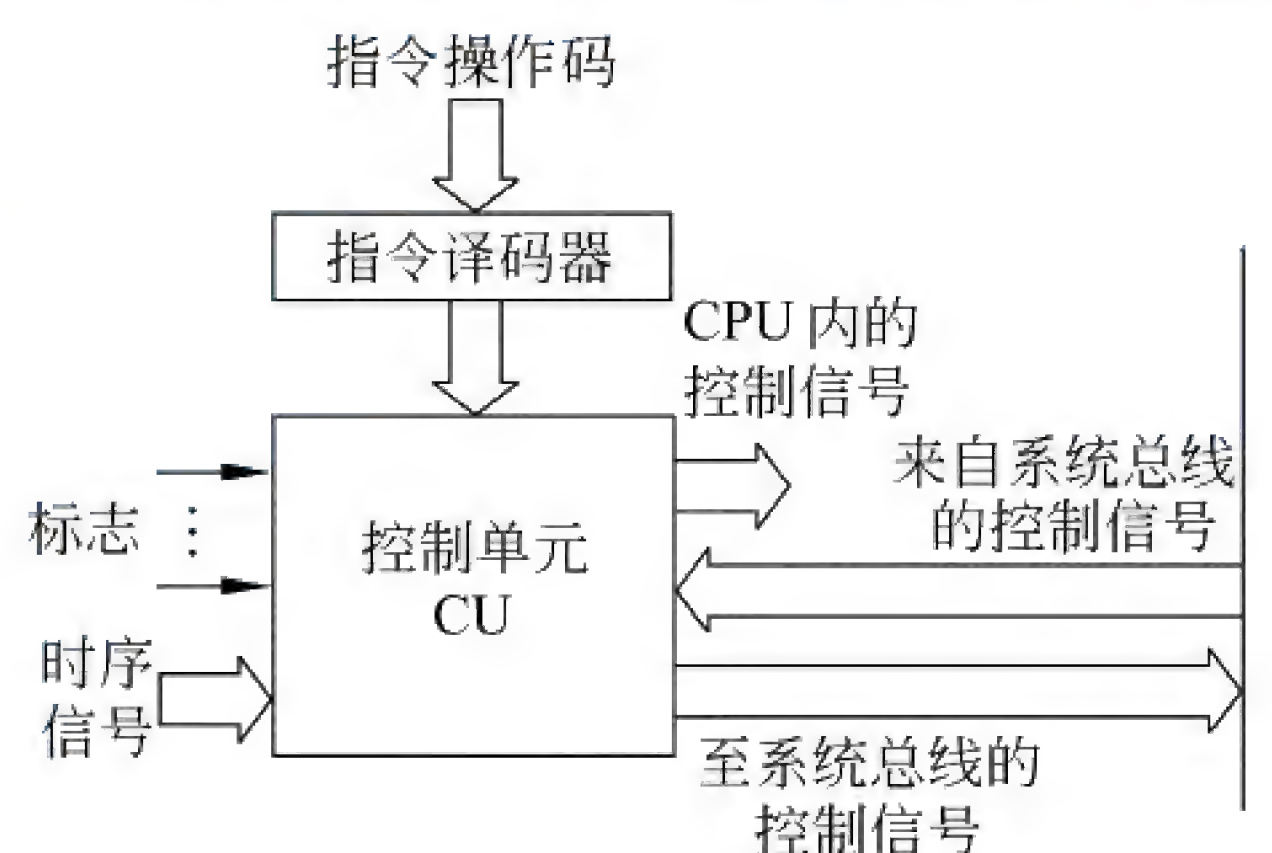 指令操作码
指令译码器
CPU 内的
控制信号
来自系统总线
的控制信号
标志
⋮
控制单元
CU
时序
信号
至系统总线的
控制信号